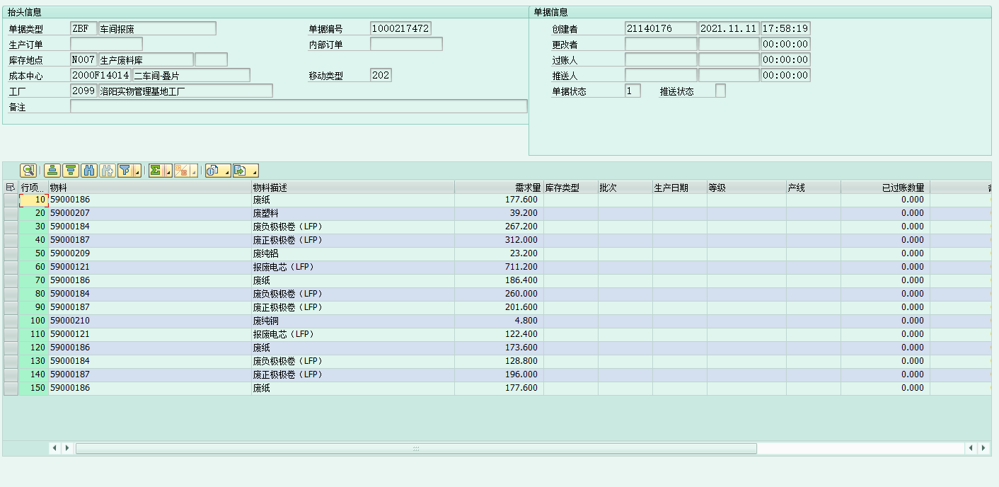 抬头信息
单据信息
单据类型 ZBF 车间报废 单据编号 1000217472 创建者 21140176 2021.11.11 17:58:19
生产订单 内部订单 更改者 00:00:00
库存地点 N007 生产废料库 过账人 00:00:00
成本中心 2000F14014 二车间-叠片 移动类型 202 推送人 00:00:00
工厂 2099 洛阳实物管理基地工厂 单据状态 1 推送状态
备注
行项... 物料 物料描述 需求量 库存类型 批次 生产日期 等级 产线 已过账数量
10 59000186 废纸 177.600 0.000
20 59000207 废塑料 39.200 0.000
30 59000184 废负极极卷（LFP） 267.200 0.000
40 59000187 废正极极卷（LFP） 312.000 0.000
50 59000209 废纯铝 23.200 0.000
60 59000121 报废电芯（LFP） 711.200 0.000
70 59000186 废纸 186.400 0.000
80 59000184 废负极极卷（LFP） 260.000 0.000
90 59000187 废正极极卷（LFP） 201.600 0.000
100 59000210 废纯铜 4.800 0.000
110 59000121 报废电芯（LFP） 122.400 0.000
120 59000186 废纸 173.600 0.000
130 59000184 废负极极卷（LFP） 128.800 0.000
140 59000187 废正极极卷（LFP） 196.000 0.000
150 59000186 废纸 177.600 0.000